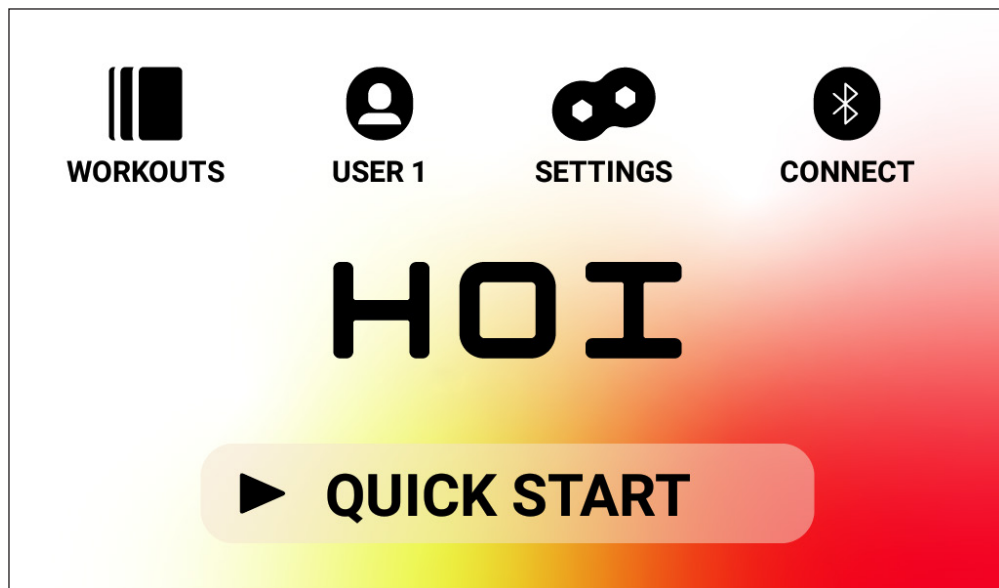 WORKOUTS
USER 1
SETTINGS
CONNECT
HOI
QUICK START